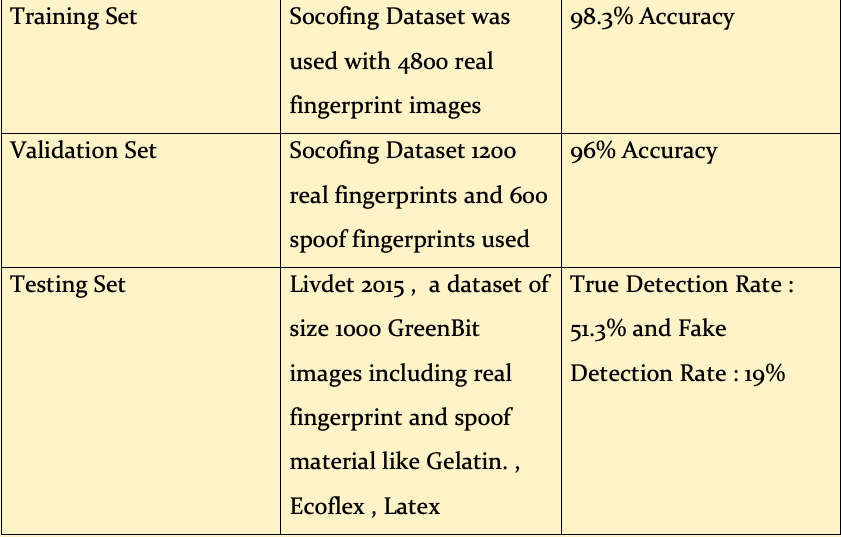 Training Set
Socofing Dataset was
used with 4800 real
fingerprint images
98.3% Accuracy
Validation Set
Socofing Dataset 1200
real fingerprints and 600
spoof fingerprints used
96% Accuracy
Testing Set
Livdet 2015 ,  a dataset of
size 1000 GreenBit
images including real
fingerprint and spoof
material like Gelatin. ,
Ecoflex , Latex
True Detection Rate :
51.3% and Fake
Detection Rate : 19%